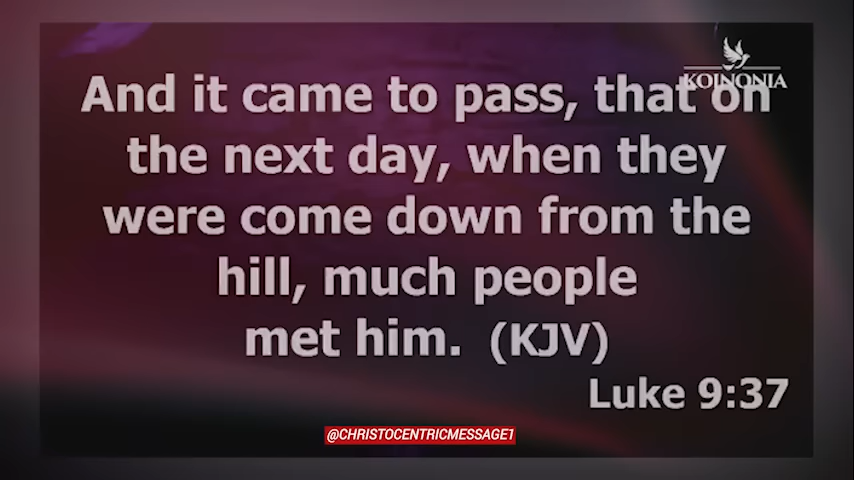 KOINONIA
And it came to pass, that on
the next day, when they
were come down from the
hill, much people
met him. (KJV)
Luke 9:37
@CHRISTOCENTRICMESSAGE1